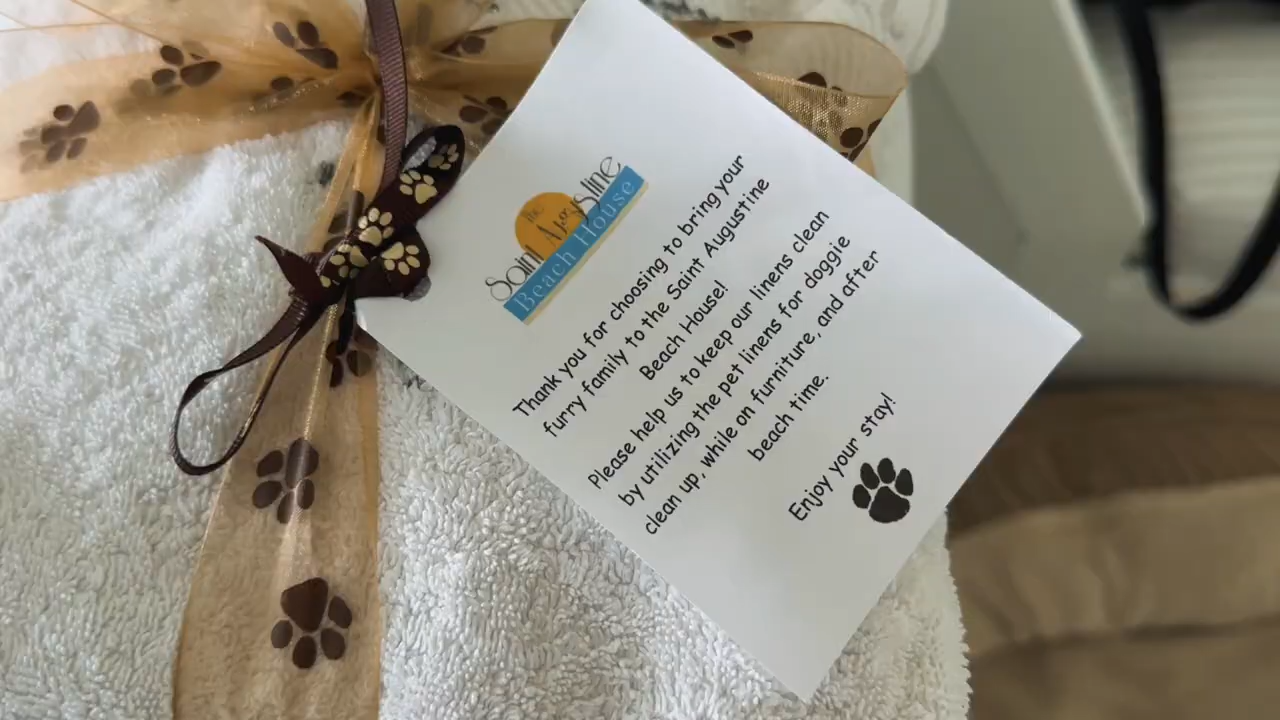 the
Saint Augustine
Beach House
Thank you for choosing to bring your
furry family to the Saint Augustine
Beach House!
Please help us to keep our linens clean
by utilizing the pet linens for doggie
clean up, while on furniture, and after
beach time.
Enjoy your stay!